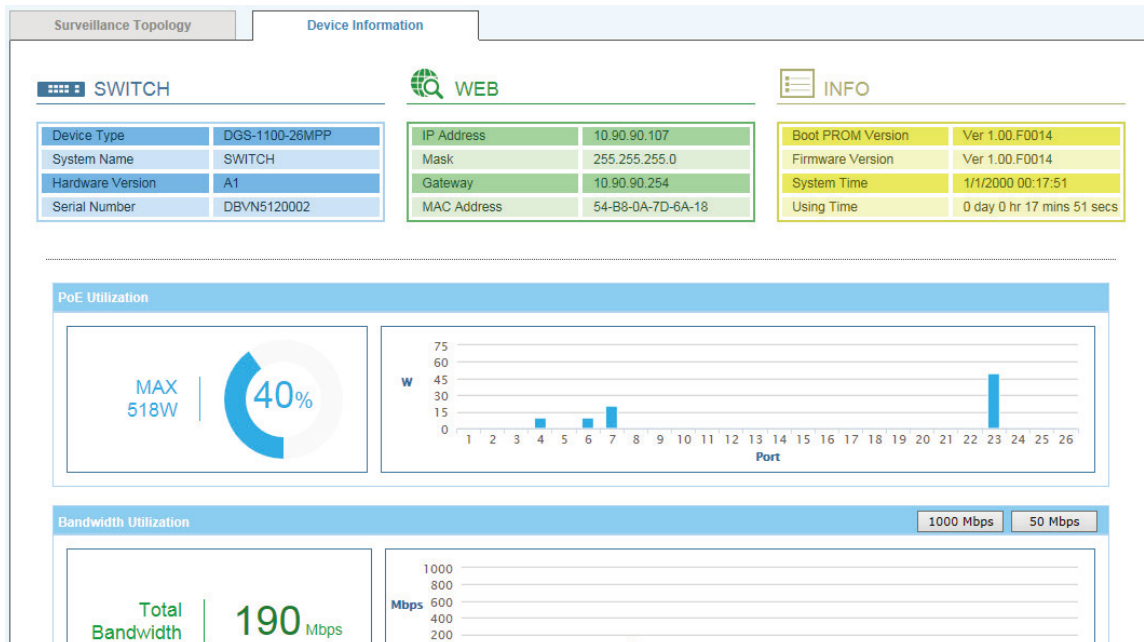 Surveillance Topology
Device Information
SWITCH
Device Type DGS-1100-26MPP
System Name SWITCH
Hardware Version A1
Serial Number DBVN5120002
WEB
IP Address 10.90.90.107
Mask 255.255.255.0
Gateway 10.90.90.254
MAC Address 54-B8-0A-7D-6A-18
INFO
Boot PROM Version Ver 1.00.F0014
Firmware Version Ver 1.00.F0014
System Time 1/1/2000 00:17:51
Using Time 0 day 0 hr 17 mins 51 secs
PoE Utilization
MAX
518W
40%
W
75
60
45
30
15
0
1 2 3 4 5 6 7 8 9 10 11 12 13 14 15 16 17 18 19 20 21 22 23 24 25 26
Port
Bandwidth Utilization
1000 Mbps
50 Mbps
Total
Bandwidth
190 Mbps
Mbps
1000
800
600
400
200